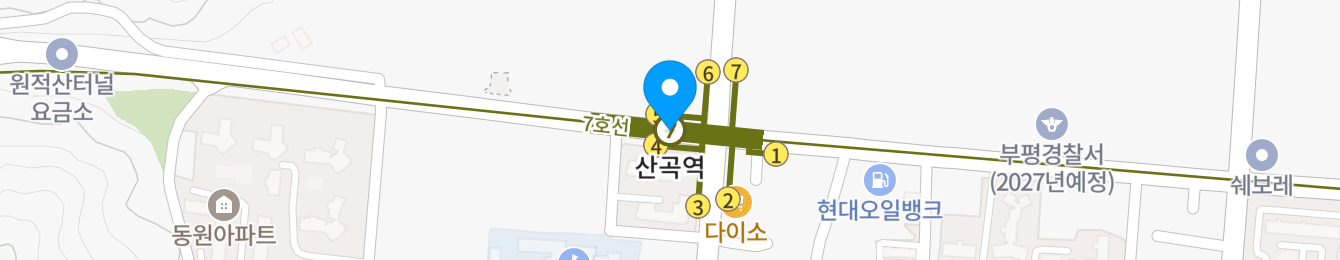 원적산터널
요금소
동원아파트
7호선
7
산곡역
6
7
4
1
3
2
다이소
현대오일뱅크
부평경찰서
(2027년예정)
쉐보레